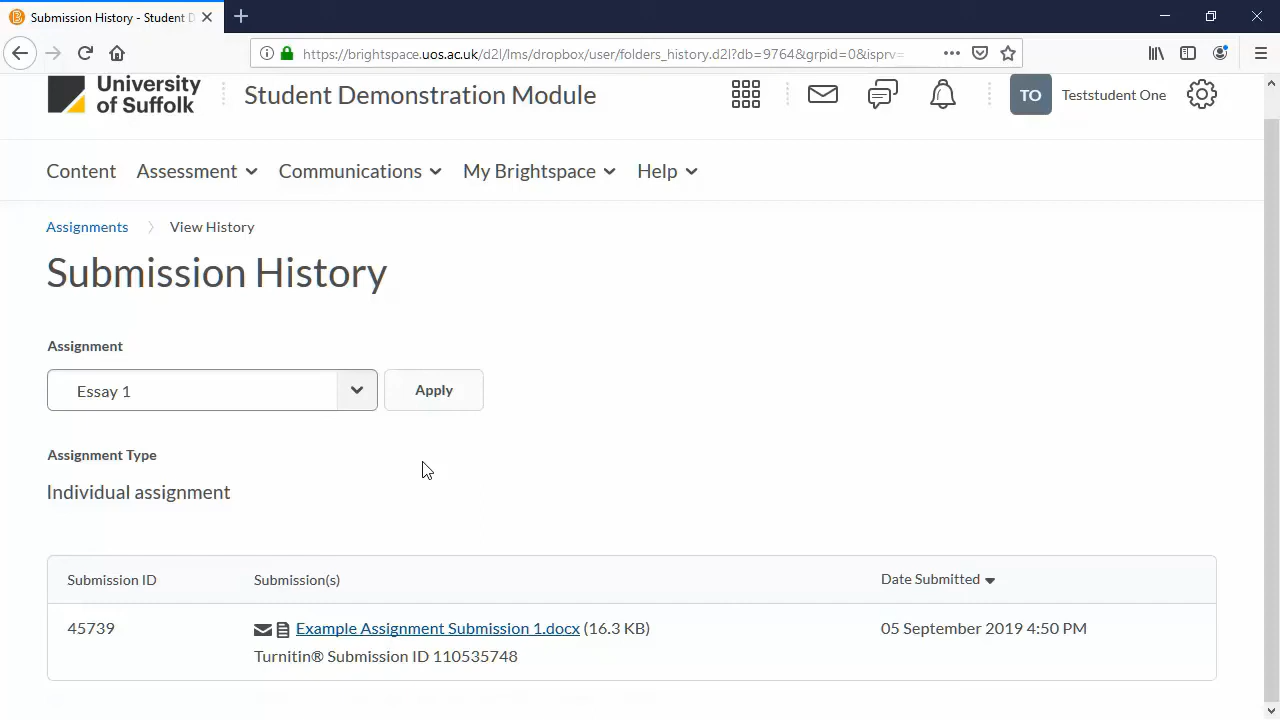 Submission History - Student D
https://brightspace.uos.ac.uk/d2l/lms/dropbox/user/folders_history.d2l?db=9764&grpid=0&isprv=
University of Suffolk
Student Demonstration Module
TO
Teststudent One
Content
Assessment
Communications
My Brightspace
Help
Assignments
View History
Submission History
Assignment
Essay 1
Apply
Assignment Type
Individual assignment
Submission ID
Submission(s)
Date Submitted
45739
Example Assignment Submission 1.docx (16.3 KB)
05 September 2019 4:50 PM
Turnitin® Submission ID 110535748